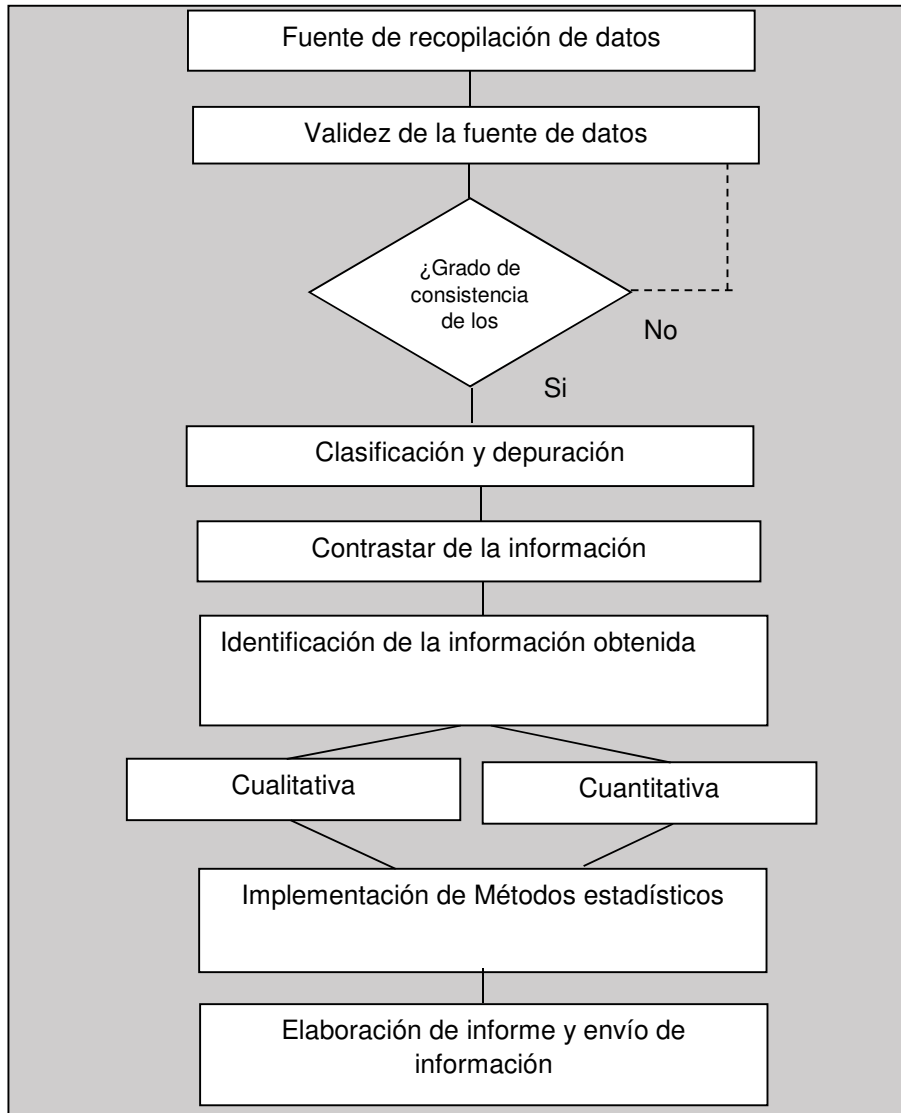 Fuente de recopilación de datos
Validez de la fuente de datos
¿Grado de
consistencia
de los
No
Si
Clasificación y depuración
Contrastar de la información
Identificación de la información obtenida
Cualitativa
Cuantitativa
Implementación de Métodos estadísticos
Elaboración de informe y envío de
información